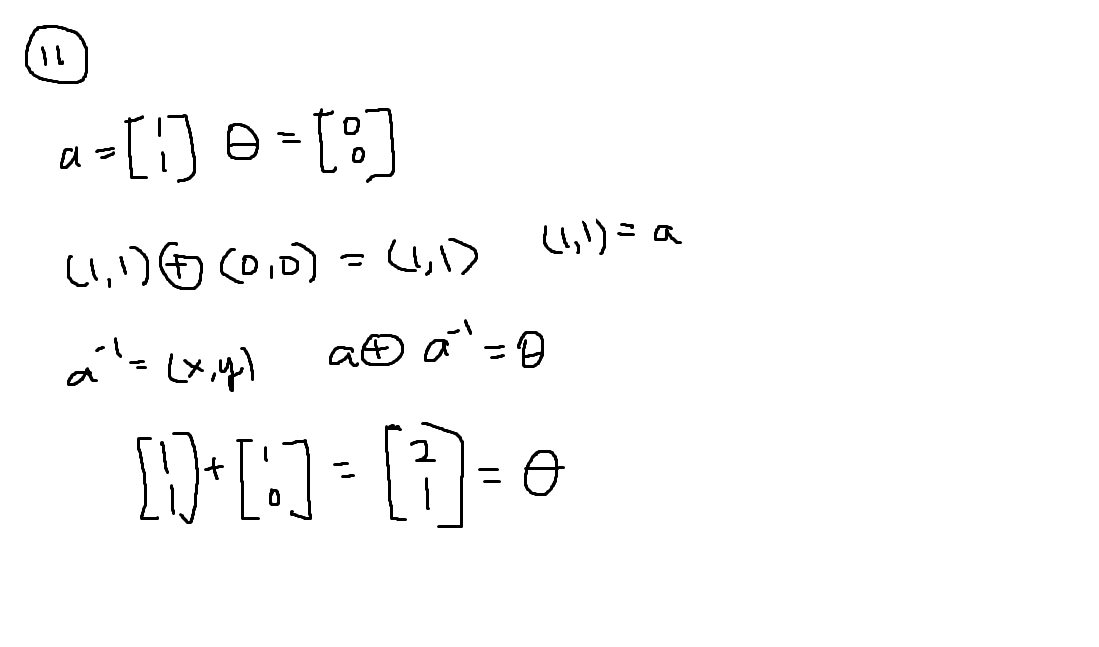 11
a = [1 1] θ = [0 0]
(1,1) ⊕ (0,0) = (1,1) (1,1) = a
a⁻¹ = (x,y) a ⊕ a⁻¹ = θ
[1 1] + [1 0] = [2 1] = θ